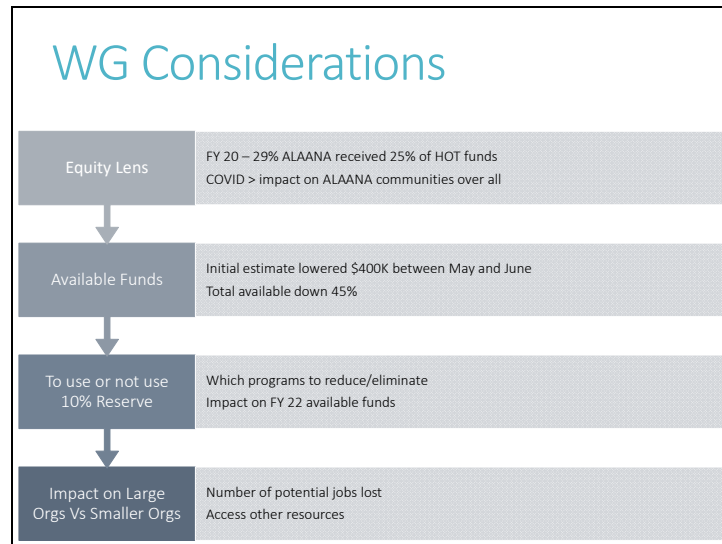 WG Considerations
Equity Lens
FY 20 – 29% ALAANA received 25% of HOT funds
COVID > impact on ALAANA communities over all
Available Funds
Initial estimate lowered $400K between May and June
Total available down 45%
To use or not use
10% Reserve
Which programs to reduce/eliminate
Impact on FY 22 available funds
Impact on Large
Orgs Vs Smaller Orgs
Number of potential jobs lost
Access other resources